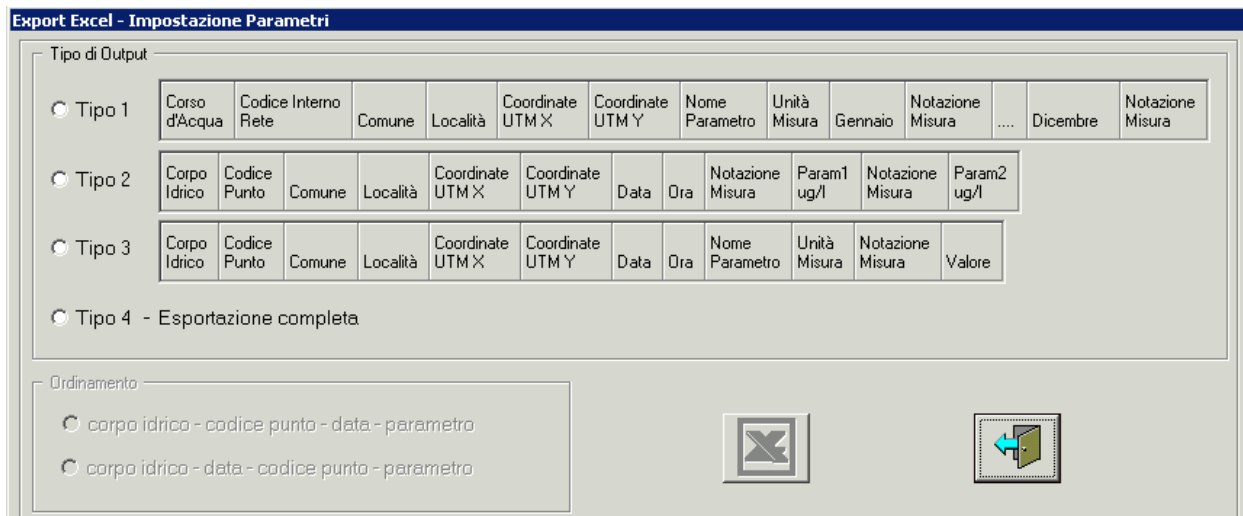 Export Excel - Impostazione Parametri
Tipo di Output
Tipo 1
Corso d'Acqua
Codice Interno Rete
Comune
Località
Coordinate UTM X
Coordinate UTM Y
Nome Parametro
Unità Misura
Gennaio
Notazione Misura
....
Dicembre
Notazione Misura
Tipo 2
Corpo Idrico
Codice Punto
Comune
Località
Coordinate UTM X
Coordinate UTM Y
Data
Ora
Notazione Misura
Param1 ug/l
Notazione Misura
Param2 ug/l
Tipo 3
Corpo Idrico
Codice Punto
Comune
Località
Coordinate UTM X
Coordinate UTM Y
Data
Ora
Nome Parametro
Unità Misura
Notazione Misura
Valore
Tipo 4 - Esportazione completa
Ordinamento
corpo idrico - codice punto - data - parametro
corpo idrico - data - codice punto - parametro